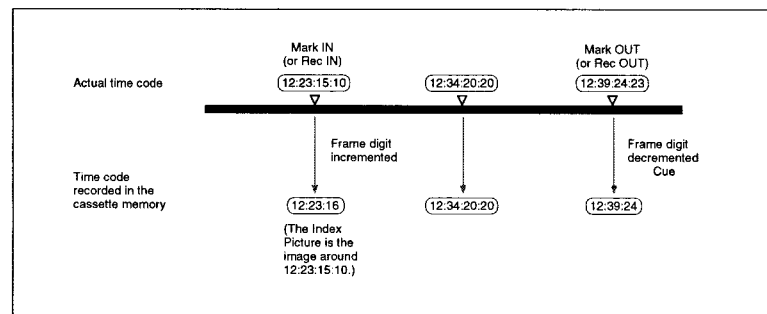 Mark IN
(or Rec IN)
Mark OUT
(or Rec OUT)
Actual time code
12:23:15:10
12:34:20:20
12:39:24:23
Frame digit
incremented
Frame digit
decremented
Cue
Time code
recorded in the
cassette memory
12:23:16
12:34:20:20
12:39:24
(The Index
Picture is the
image around
12:23:15:10.)